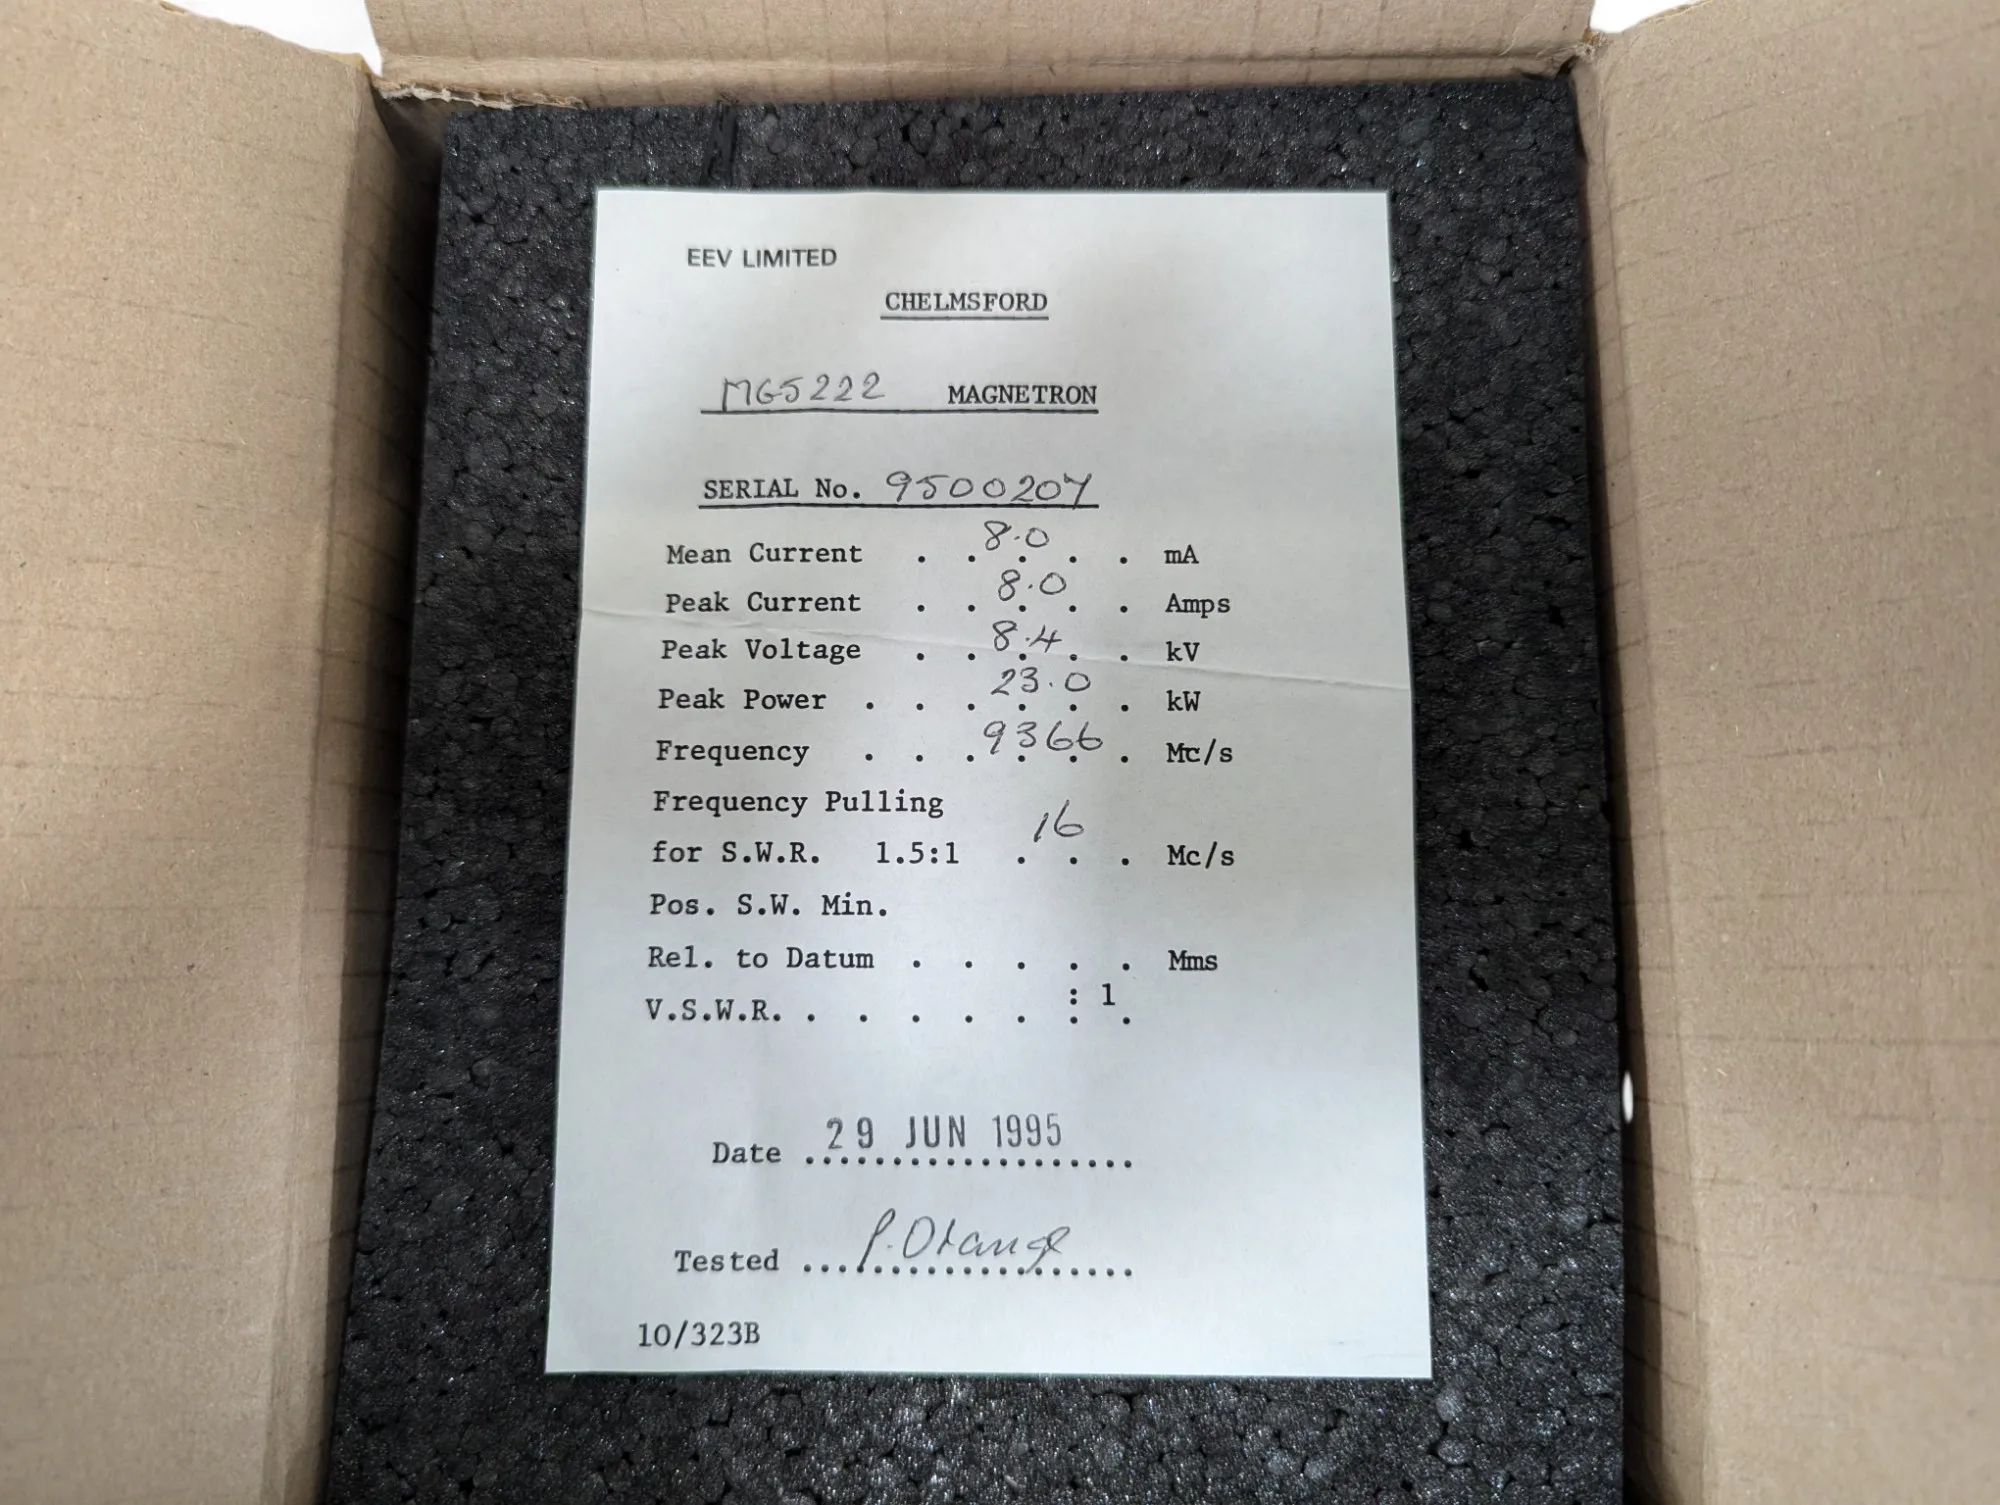 EEV LIMITED
CHELMSFORD
MG5222 MAGNETRON
SERIAL No. 9500207
Mean Current . . 8.0 . . mA
Peak Current . . 8.0 . . Amps
Peak Voltage . . 8.4 . . kV
Peak Power . . . 23.0 . kW
Frequency . . . 9366 . Mc/s
Frequency Pulling
for S.W.R. 1.5:1 . 16 . Mc/s
Pos. S.W. Min.
Rel. to Datum . . . . . Mms
V.S.W.R. . . . . . : 1 .
Date 29 JUN 1995
Tested P. Orange
10/323B